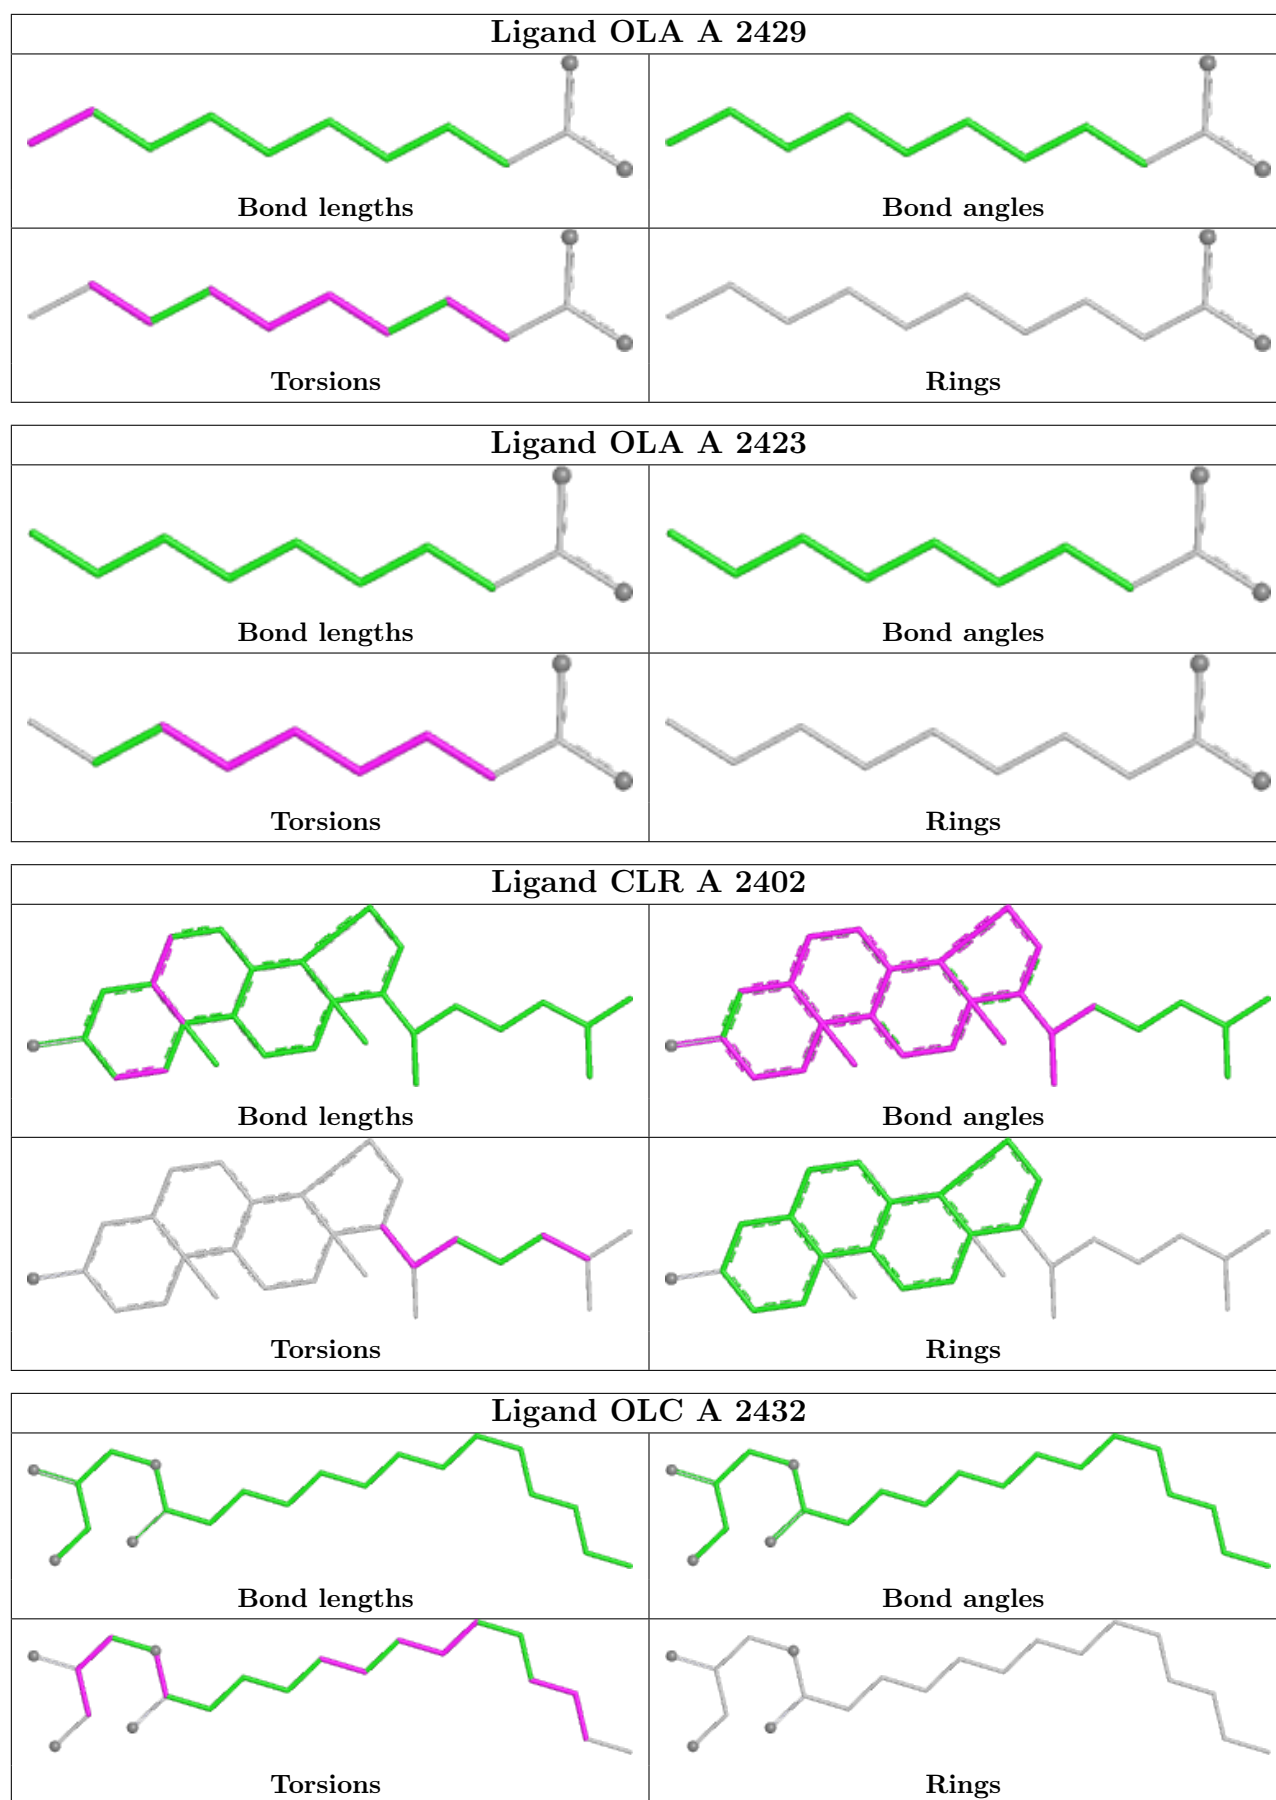 Ligand OLA A 2429
Bond lengths
Bond angles
Torsions
Rings
Ligand OLA A 2423
Bond lengths
Bond angles
Torsions
Rings
Ligand CLR A 2402
Bond lengths
Bond angles
Torsions
Rings
Ligand OLC A 2432
Bond lengths
Bond angles
Torsions
Rings